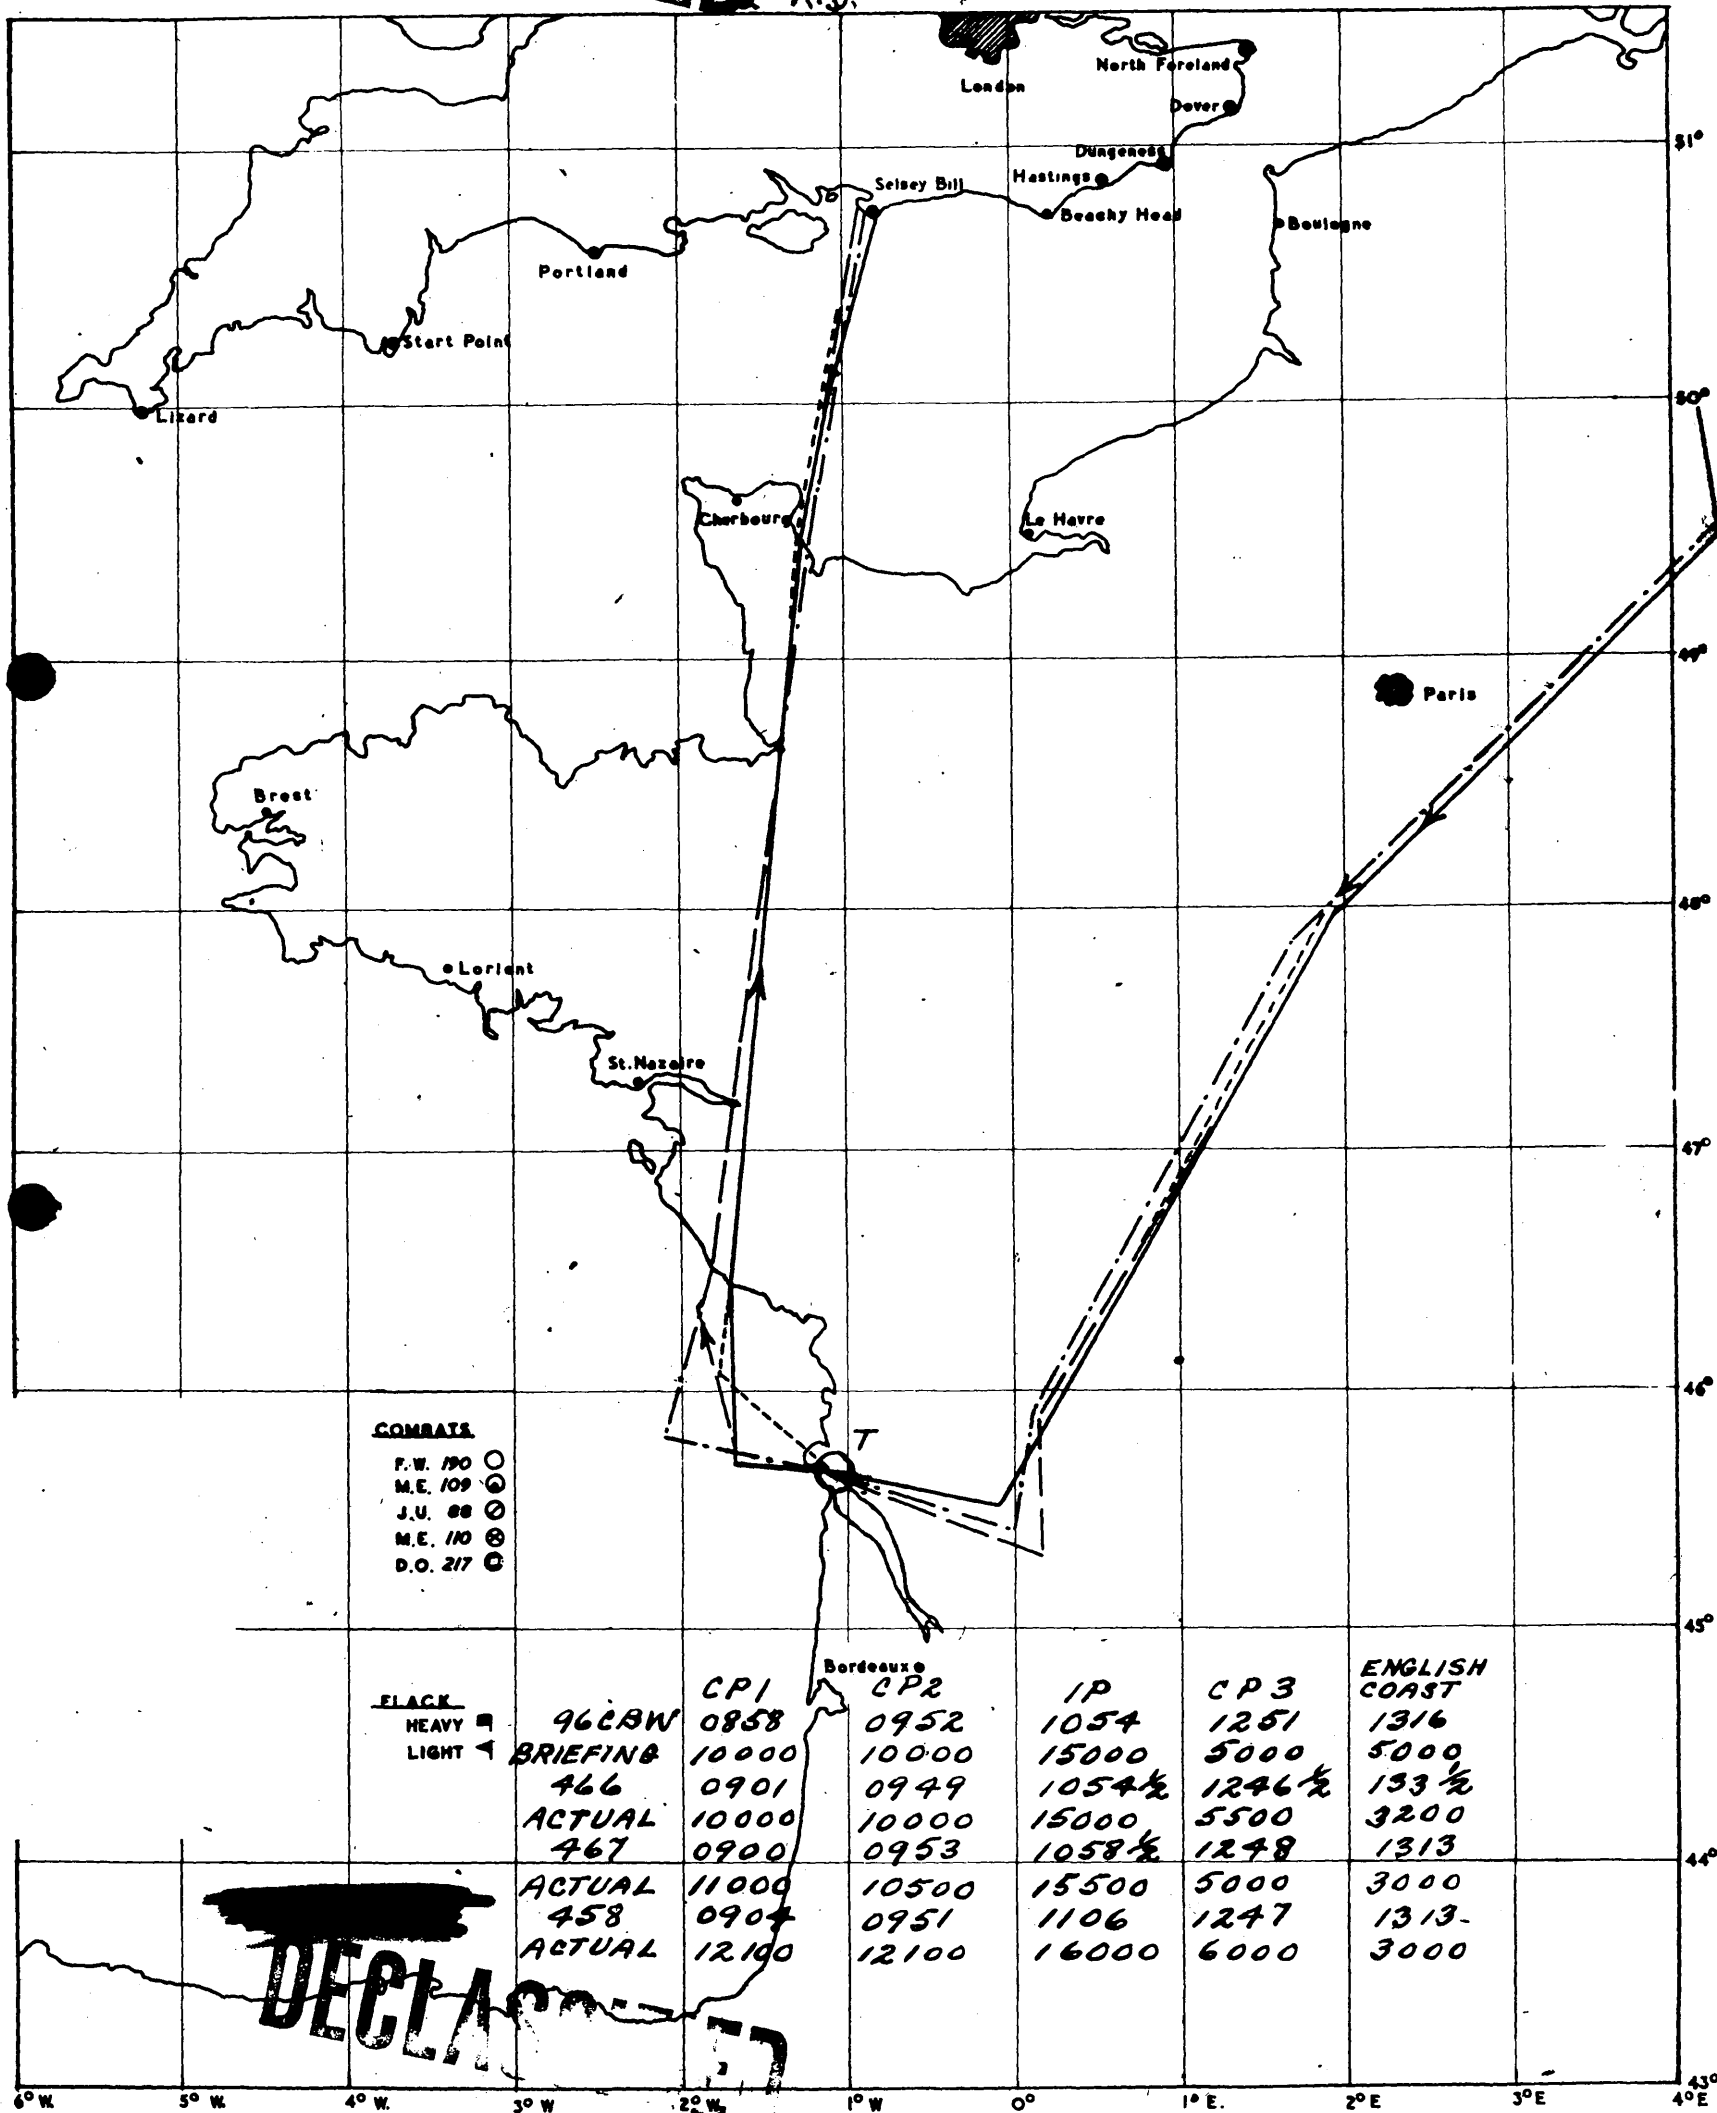 London
North Foreland
Dover
51°
Dungeness
Hastings
Selsey Bill
Beachy Head
Boulogne
Portland
Start Point
50°
Lizard
Cherbourg
Le Havre
49°
Paris
Brest
48°
Lorient
St. Nazaire
47°
46°
COMBATS
T
F.W. 190
M.E. 109
J.U. 88
M.E. 110
D.O. 217
45°
Bordeaux
FLACK
HEAVY
LIGHT
CP1 CP2 IP CP3 ENGLISH COAST
96CBW 0858 0952 1054 1251 1316
BRIEFING 10000 10000 15000 5000 5000
466 0901 0949 1054½ 1246½ 133½
ACTUAL 10000 10000 15000 5500 3200
467 0900 0953 1058½ 1248 1313
44°
ACTUAL 11000 10500 15500 5000 3000
458 0904 0951 1106 1247 1313-
ACTUAL 12100 12100 16000 6000 3000
43°
6° W. 5° W. 4° W. 3° W 2° W. 1° W 0° 1° E. 2° E 3° E 4° E